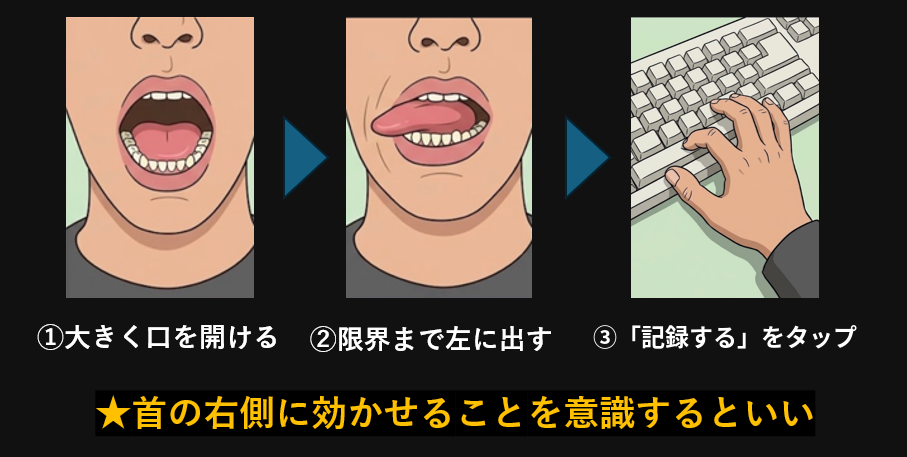 ①大きく口を開ける
②限界まで左に出す
③「記録する」をタップ
★首の右側に効かせることを意識するといい